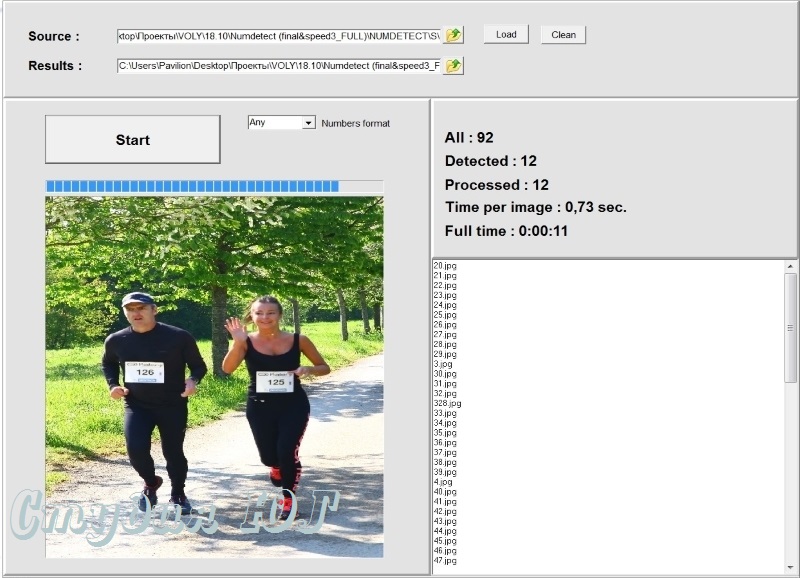 Source :
ktop\Проекты\VOLY\18.10\Numdetect (final&speed3_FULL)\NUMDETECT\S\
Load
Clean
Results :
C:\Users\Pavilion\Desktop\Проекты\VOLY\18.10\Numdetect (final&speed3_F
Start
Any
Numbers format
All : 92
Detected : 12
Processed : 12
Time per image : 0,73 sec.
Full time : 0:00:11
126
125
Студия ЮГ
20.jpg
21.jpg
22.jpg
23.jpg
24.jpg
25.jpg
26.jpg
27.jpg
28.jpg
29.jpg
3.jpg
30.jpg
31.jpg
32.jpg
328.jpg
33.jpg
34.jpg
35.jpg
36.jpg
37.jpg
38.jpg
39.jpg
4.jpg
40.jpg
41.jpg
42.jpg
43.jpg
44.jpg
45.jpg
46.jpg
47.jpg